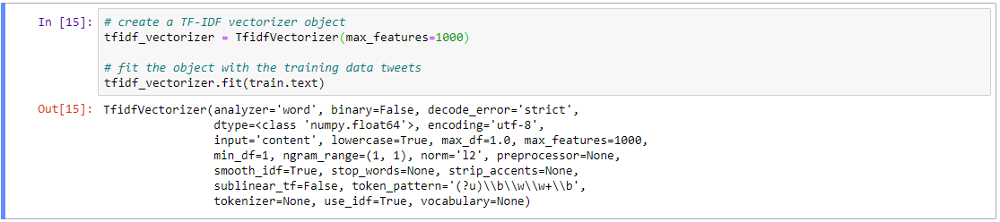 In [15]: # create a TF-IDF vectorizer object
tfidf_vectorizer = TfidfVectorizer(max_features=1000)
# fit the object with the training data tweets
tfidf_vectorizer.fit(train.text)
Out[15]: TfidfVectorizer(analyzer='word', binary=False, decode_error='strict',
dtype=<class 'numpy.float64'>, encoding='utf-8',
input='content', lowercase=True, max_df=1.0, max_features=1000,
min_df=1, ngram_range=(1, 1), norm='l2', preprocessor=None,
smooth_idf=True, stop_words=None, strip_accents=None,
sublinear_tf=False, token_pattern='(?u)\\b\\w\\w+\\b',
tokenizer=None, use_idf=True, vocabulary=None)